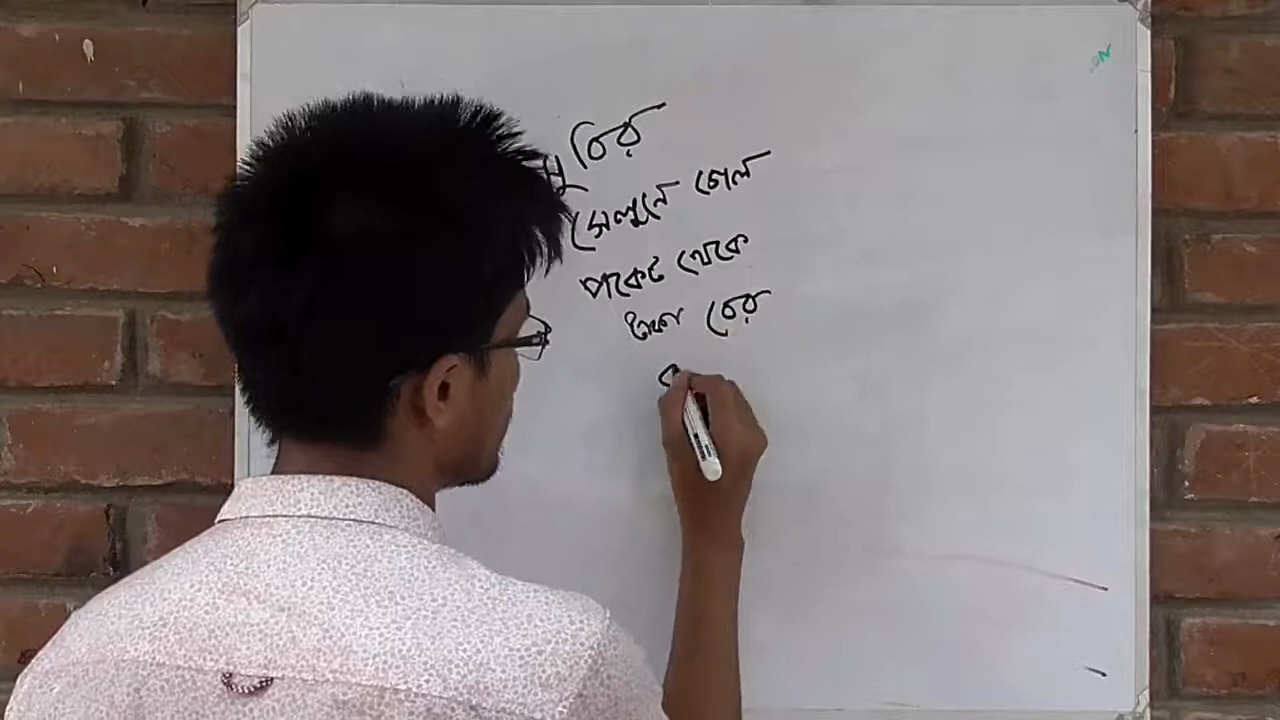 সেলুনে গেল
পকেট থেকে
টাকা বের